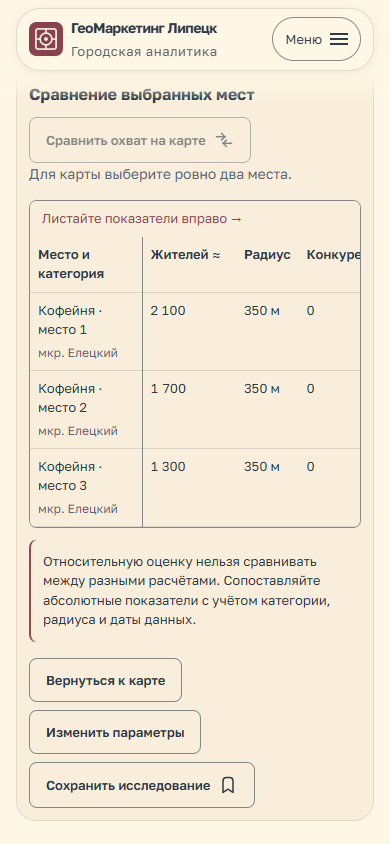 ГеоМаркетинг Липецк
Городская аналитика
Меню
Сравнение выбранных мест
Сравнить охват на карте
Для карты выберите ровно два места.
Листайте показатели вправо →
Место и категория Жителей ≈ Радиус Конкуре
Кофейня · место 1 2 100 350 м 0
мкр. Елецкий
Кофейня · место 2 1 700 350 м 0
мкр. Елецкий
Кофейня · место 3 1 300 350 м 0
мкр. Елецкий
Относительную оценку нельзя сравнивать
между разными расчётами. Сопоставляйте
абсолютные показатели с учётом категории,
радиуса и даты данных.
Вернуться к карте
Изменить параметры
Сохранить исследование